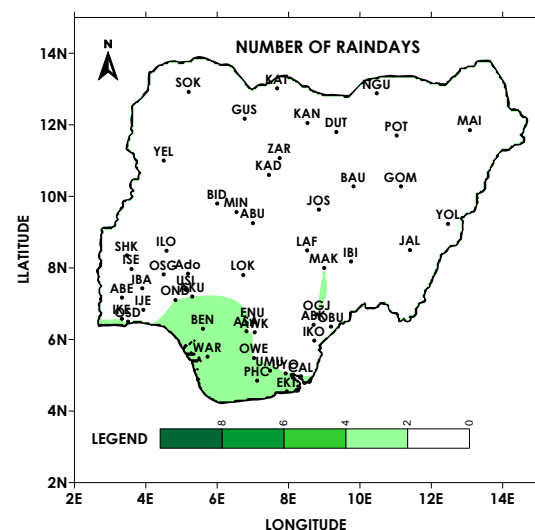 14N
12N
10N
8N
6N
4N
2N
LLATITUDE
N
NUMBER OF RAINDAYS
SOK
KAT
NGU
GUS
KAN
DUT
POT
MAI
YEL
ZAR
KAD
BAU
GOM
BID
MIN
ABU
JOS
YOL
SHK
ISE
ILO
LAF
MAK
IBI
JAL
IBA
OSG
Ado
USI
AKU
LOK
ABE
IJE
OND
IKE
OSD
BEN
ENU
AWK
OGJ
OBU
IKO
WAR
OWE
UMU
UYO
CAL
PHC
EKT
LEGEND
8
6
4
2
0
2E
4E
6E
8E
10E
12E
14E
LONGITUDE